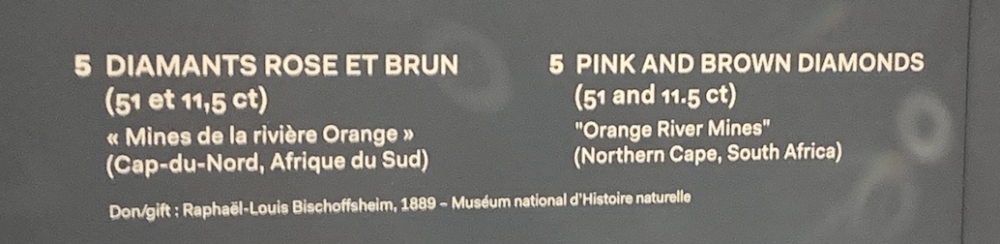 5 DIAMANTS ROSE ET BRUN
(51 et 11,5 ct)
« Mines de la rivière Orange »
(Cap-du-Nord, Afrique du Sud)
5 PINK AND BROWN DIAMONDS
(51 and 11.5 ct)
"Orange River Mines"
(Northern Cape, South Africa)
Don/gift : Raphaël-Louis Bischoffsheim, 1889 – Muséum national d'Histoire naturelle